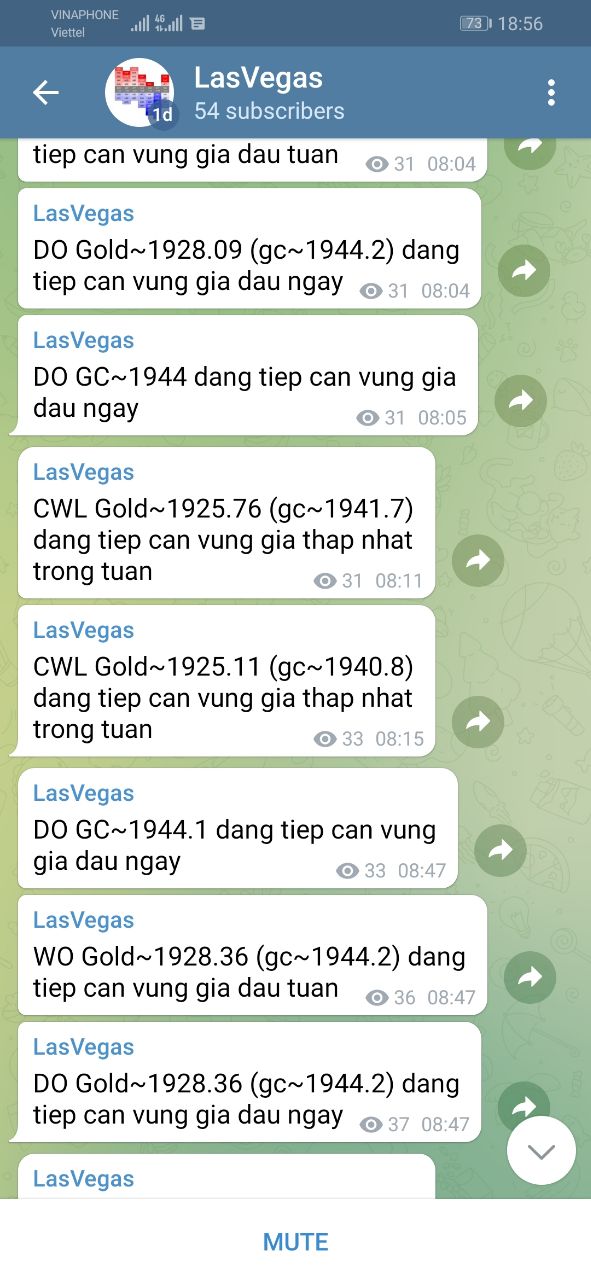 VINAPHONE
Viettel
4G
73
18:56
LasVegas
54 subscribers
1d
tiep can vung gia dau tuan
31 08:04
LasVegas
DO Gold~1928.09 (gc~1944.2) dang
tiep can vung gia dau ngay
31 08:04
LasVegas
DO GC~1944 dang tiep can vung gia
dau ngay
31 08:05
LasVegas
CWL Gold~1925.76 (gc~1941.7)
dang tiep can vung gia thap nhat
trong tuan
31 08:11
LasVegas
CWL Gold~1925.11 (gc~1940.8)
dang tiep can vung gia thap nhat
trong tuan
33 08:15
LasVegas
DO GC~1944.1 dang tiep can vung
gia dau ngay
33 08:47
LasVegas
WO Gold~1928.36 (gc~1944.2) dang
tiep can vung gia dau tuan
36 08:47
LasVegas
DO Gold~1928.36 (gc~1944.2) dang
tiep can vung gia dau ngay
37 08:47
LasVegas
MUTE